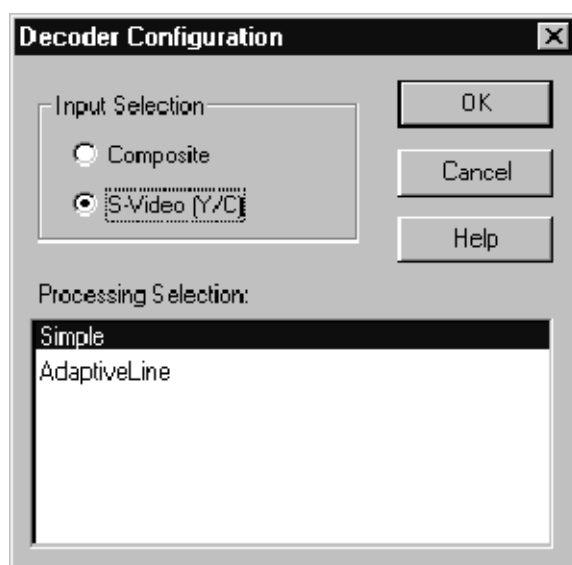 Decoder Configuration
Input Selection
Composite
S-Video (Y/C)
OK
Cancel
Help
Processing Selection:
Simple
AdaptiveLine